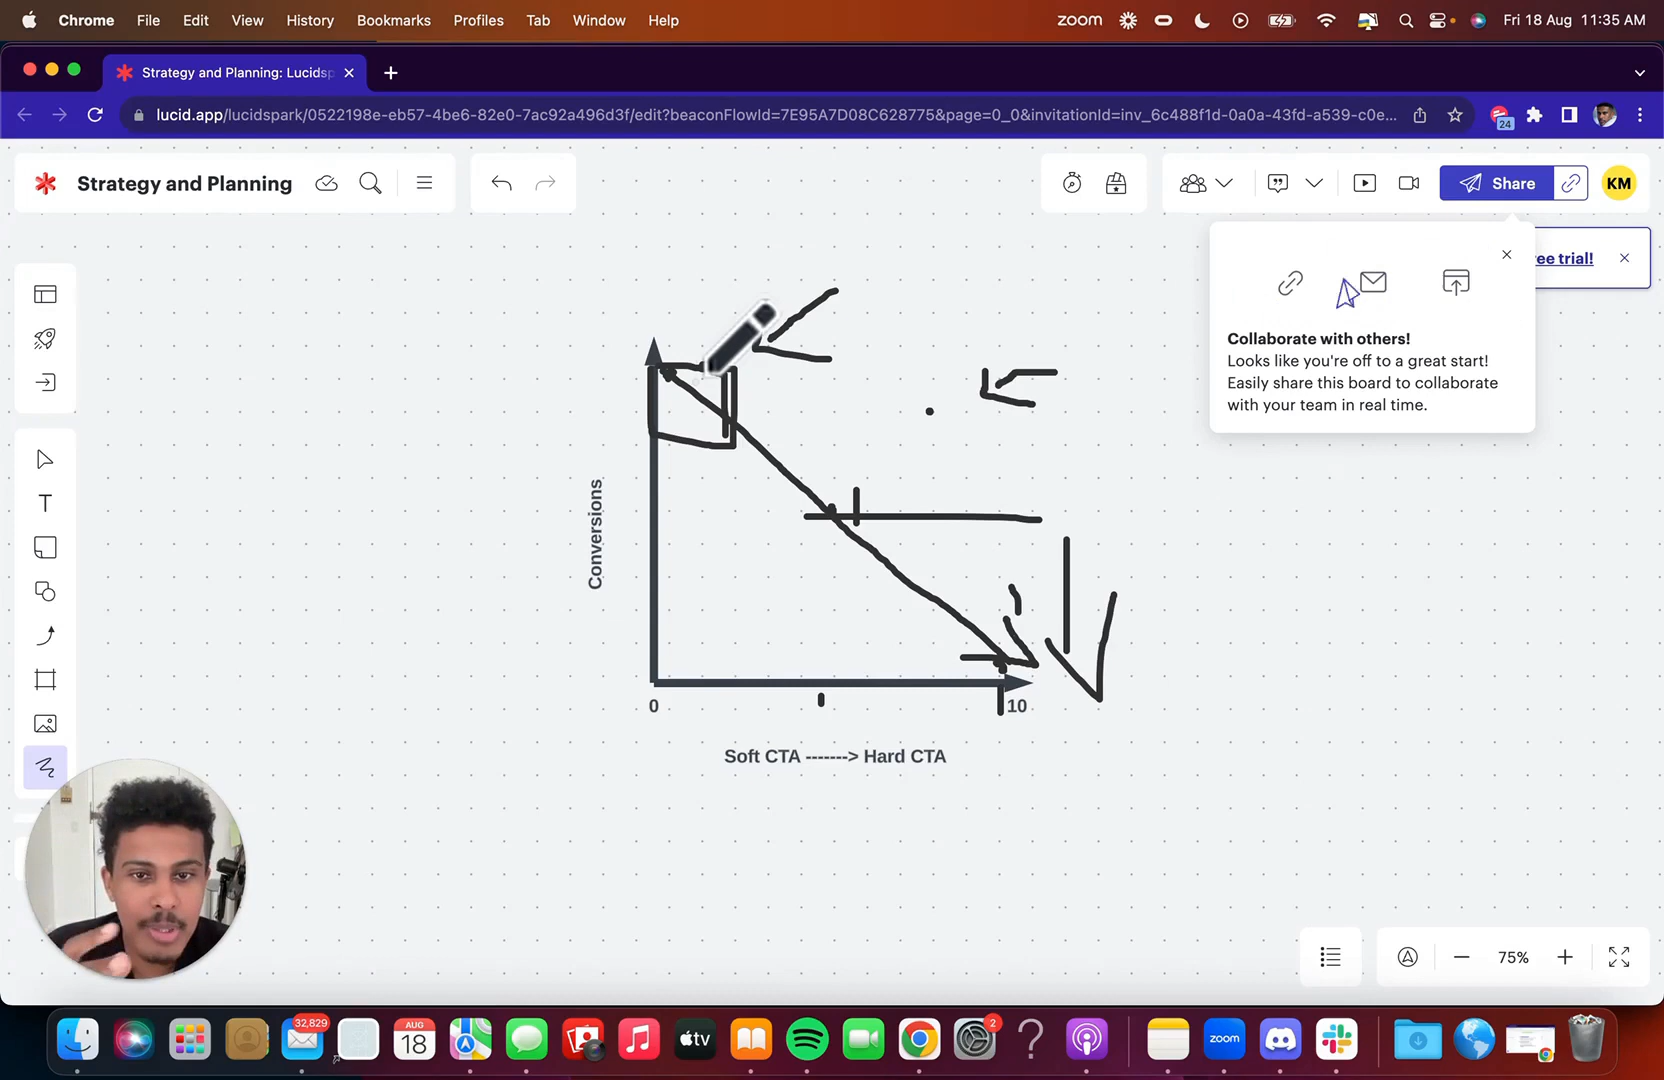 Chrome File Edit View History Bookmarks Profiles Tab Window Help zoom Fri 18 Aug 11:35 AM
Strategy and Planning: Lucidsp
lucid.app/lucidspark/0522198e-eb57-4be6-82e0-7ac92a496d3f/edit?beaconFlowId=7E95A7D08C628775&page=0_0&invitationId=inv_6c488f1d-0a0a-43fd-a539-c0e...
24
Strategy and Planning
Share
KM
ree trial!
Collaborate with others!
Looks like you're off to a great start!
Easily share this board to collaborate
with your team in real time.
Conversions
0
10
Soft CTA -------> Hard CTA
75%
32,829
AUG
18
tv
2
zoom